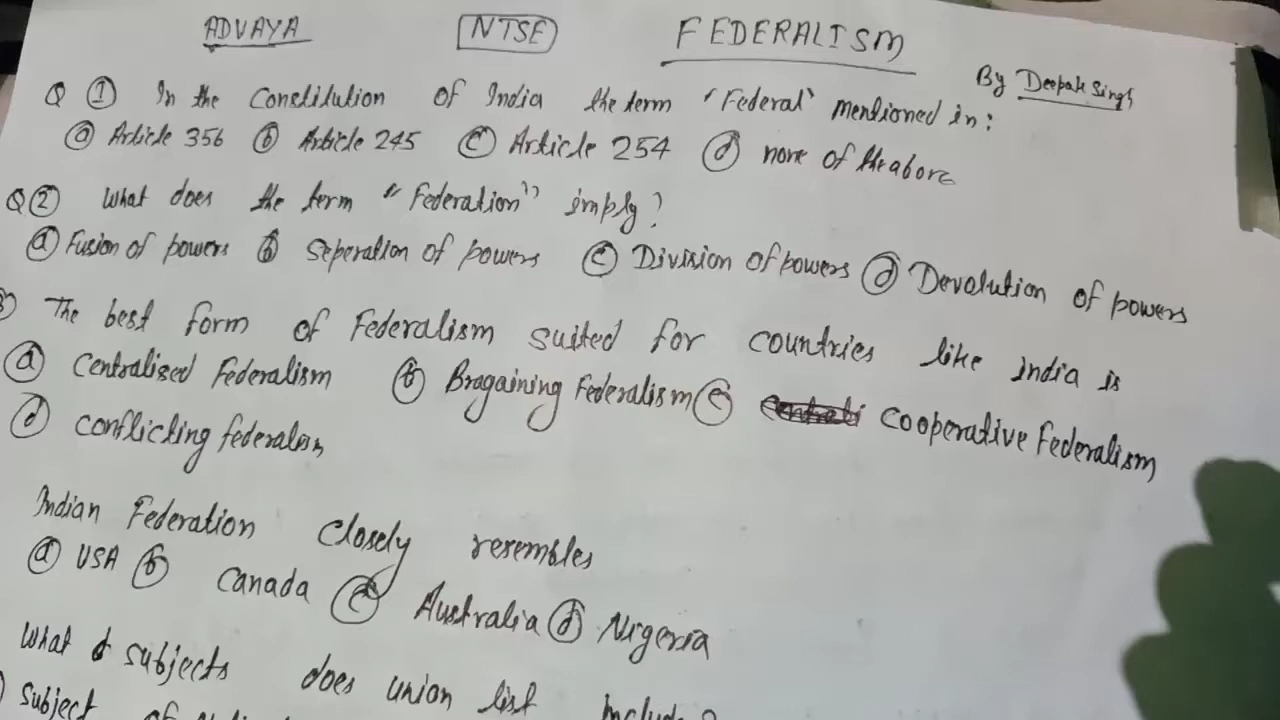 ADVAYA NTSE FEDERALISM
By Deepak Singh
Q ① In the Constitution of India the term "Federal" mentioned in:
ⓐ Article 356 ⓑ Article 245 ⓒ Article 254 ⓓ none of the above
Q② What does the term "Federation" imply?
ⓐ Fusion of powers ⓑ Seperation of powers ⓒ Division of powers ⓓ Devolution of powers
The best form of Federalism suited for countries like india is
ⓐ Centralised Federalism ⓑ Bragaining Federalism ⓒ Cooperative Federalism
ⓓ conflicting federalism
Indian Federation closely resembles
ⓐ USA ⓑ Canada ⓒ Australia ⓓ Nigeria
What subjects does union list include?
Subject of